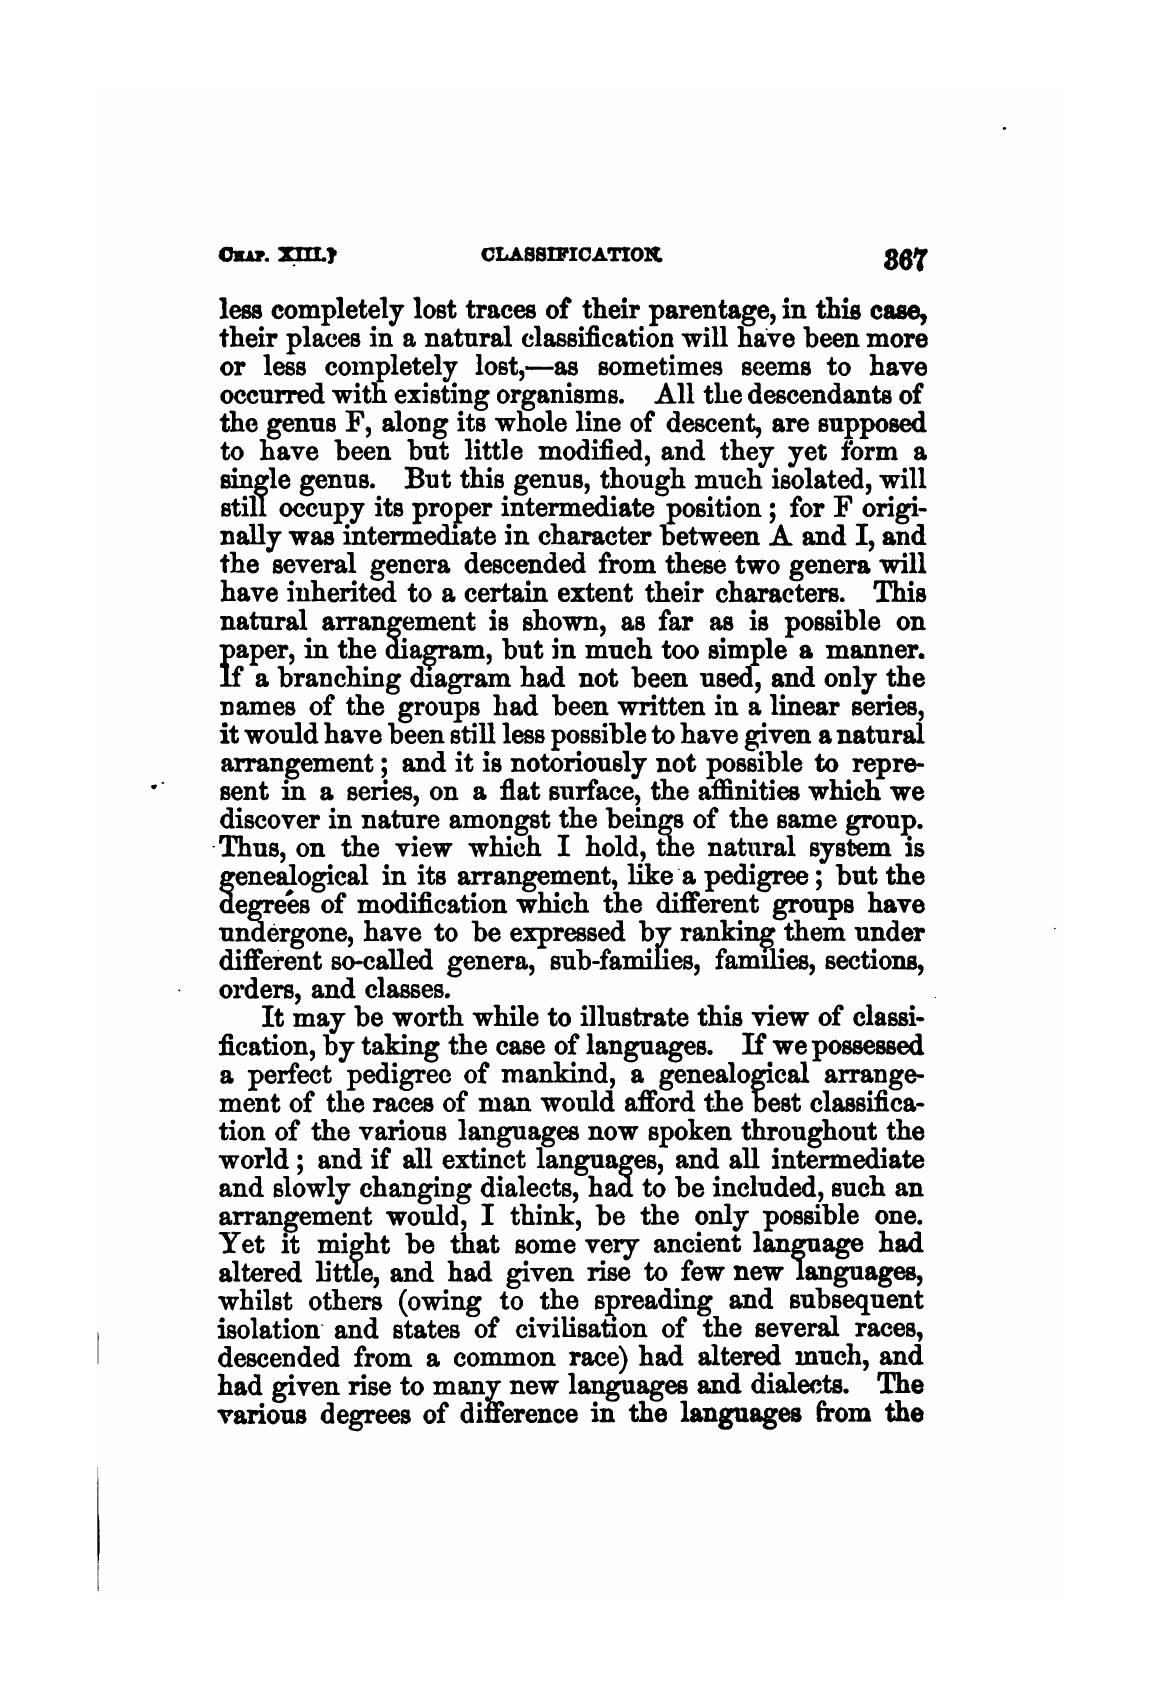 CHAP. XIII.] CLASSIFICATION. 367
less completely lost traces of their parentage, in this case,
their places in a natural classification will have been more
or less completely lost,—as sometimes seems to have
occurred with existing organisms. All the descendants of
the genus F, along its whole line of descent, are supposed
to have been but little modified, and they yet form a
single genus. But this genus, though much isolated, will
still occupy its proper intermediate position; for F origi-
nally was intermediate in character between A and I, and
the several genera descended from these two genera will
have inherited to a certain extent their characters. This
natural arrangement is shown, as far as is possible on
paper, in the diagram, but in much too simple a manner.
If a branching diagram had not been used, and only the
names of the groups had been written in a linear series,
it would have been still less possible to have given a natural
arrangement; and it is notoriously not possible to repre-
sent in a series, on a flat surface, the affinities which we
discover in nature amongst the beings of the same group.
Thus, on the view which I hold, the natural system is
genealogical in its arrangement, like a pedigree; but the
degrees of modification which the different groups have
undergone, have to be expressed by ranking them under
different so-called genera, sub-families, families, sections,
orders, and classes.
It may be worth while to illustrate this view of classi-
fication, by taking the case of languages. If we possessed
a perfect pedigree of mankind, a genealogical arrange-
ment of the races of man would afford the best classifica-
tion of the various languages now spoken throughout the
world; and if all extinct languages, and all intermediate
and slowly changing dialects, had to be included, such an
arrangement would, I think, be the only possible one.
Yet it might be that some very ancient language had
altered little, and had given rise to few new languages,
whilst others (owing to the spreading and subsequent
isolation and states of civilisation of the several races,
descended from a common race) had altered much, and
had given rise to many new languages and dialects. The
various degrees of difference in the languages from the